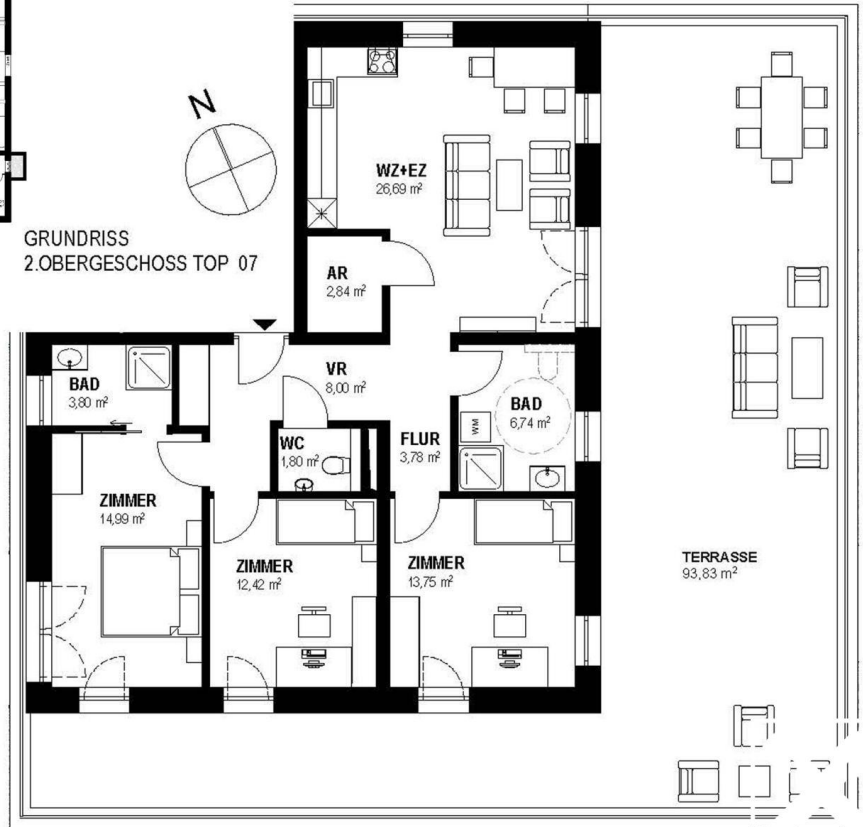 N
GRUNDRISS
2.OBERGESCHOSS TOP 07
WZ+EZ
26,69 m²
AR
2,84 m²
VR
8,00 m²
BAD
3,80 m²
BAD
6,74 m²
WM
WC
1,80 m²
FLUR
3,78 m²
ZIMMER
14,99 m²
ZIMMER
12,42 m²
ZIMMER
13,75 m²
TERRASSE
93,83 m²